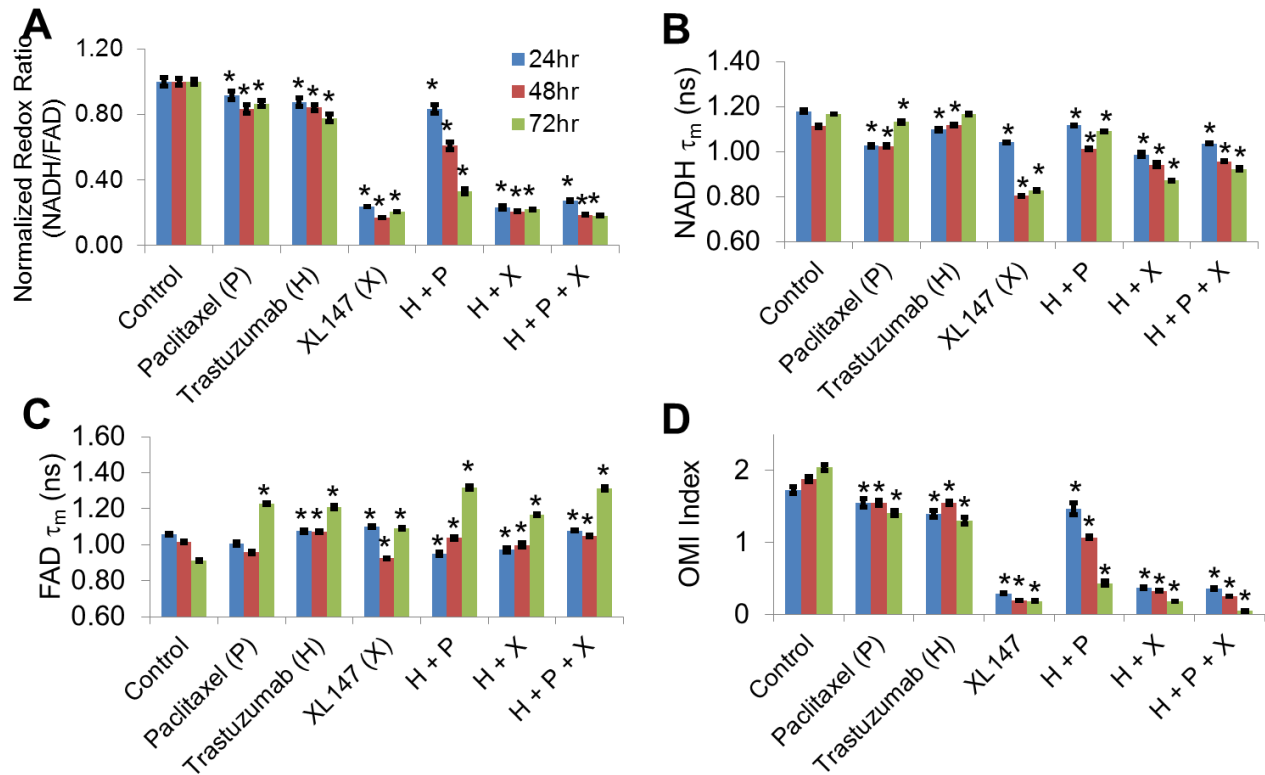 A
Normalized Redox Ratio
(NADH/FAD)
1.20
0.80
0.40
0.00
24hr
48hr
72hr
* * * * * * * * * * * * * * * * * *
Control
Paclitaxel (P)
Trastuzumab (H)
XL147 (X)
H + P
H + X
H + P + X
B
NADH τm (ns)
1.40
1.20
1.00
0.80
0.60
* * * * * * * * * * * * * * * * *
Control
Paclitaxel (P)
Trastuzumab (H)
XL147 (X)
H + P
H + X
H + P + X
C
FAD τm (ns)
1.60
1.40
1.20
1.00
0.80
0.60
* * * * * * * * * * * * * * * *
Control
Paclitaxel (P)
Trastuzumab (H)
XL147 (X)
H + P
H + X
H + P + X
D
OMI Index
2
1
0
* * * * * * * * * * * * * * * * * *
Control
Paclitaxel (P)
Trastuzumab (H)
XL147
H + P
H + X
H + P + X